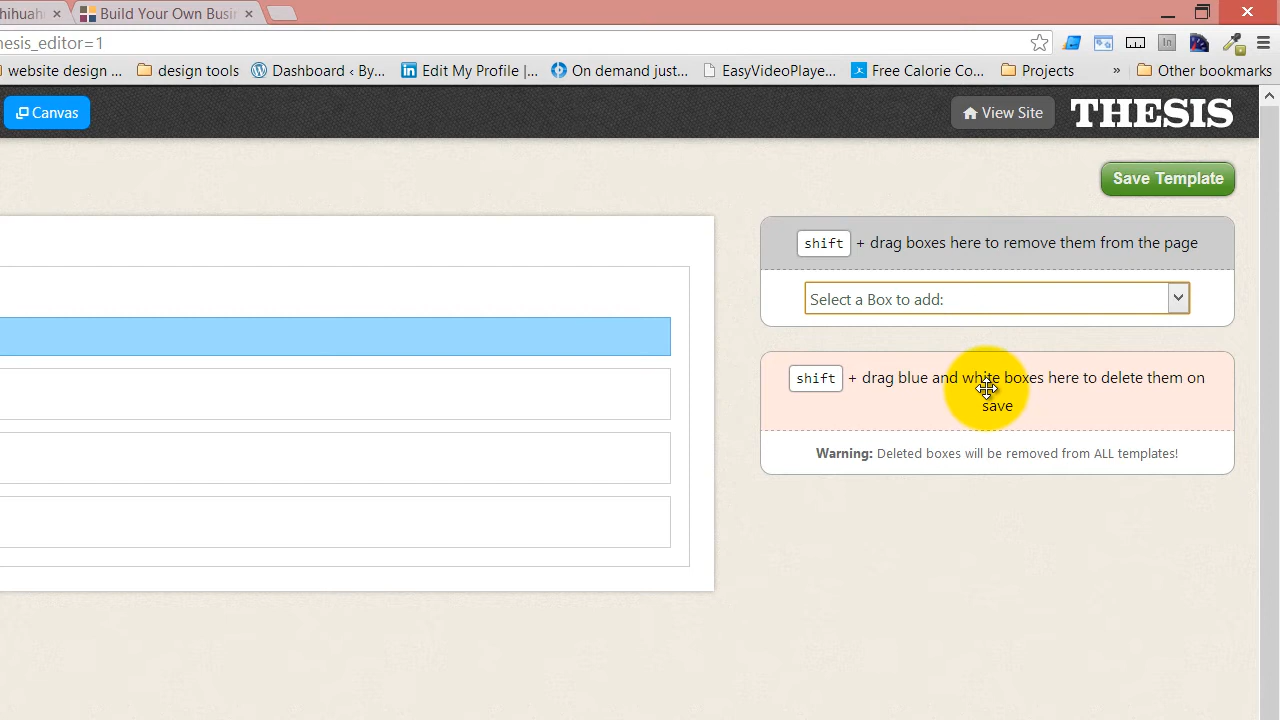 hihuah
Build Your Own Busi
hesis_editor=1
website design ...
design tools
Dashboard ‹ By...
Edit My Profile |...
On demand just...
EasyVideoPlaye...
Free Calorie Co...
Projects
»
Other bookmarks
Canvas
View Site
THESIS
Save Template
shift + drag boxes here to remove them from the page
Select a Box to add:
shift + drag blue and white boxes here to delete them on
save
Warning: Deleted boxes will be removed from ALL templates!